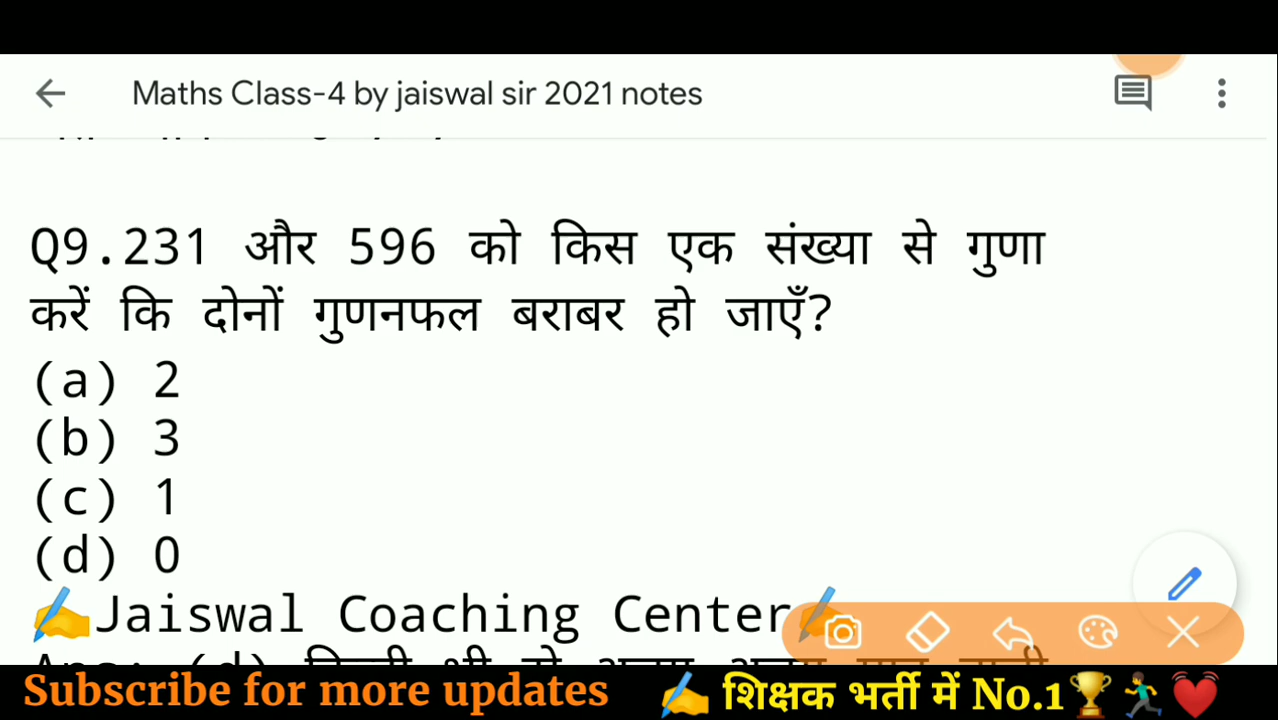 Maths Class-4 by jaiswal sir 2021 notes
Q9.231 और 596 को किस एक संख्या से गुणा
करें कि दोनों गुणनफल बराबर हो जाएँ?
(a) 2
(b) 3
(c) 1
(d) 0
✍️Jaiswal Coaching Center✍️
Ans: (d)
Subscribe for more updates ✍️ शिक्षक भर्ती में No.1🏆🏃‍♂️💓